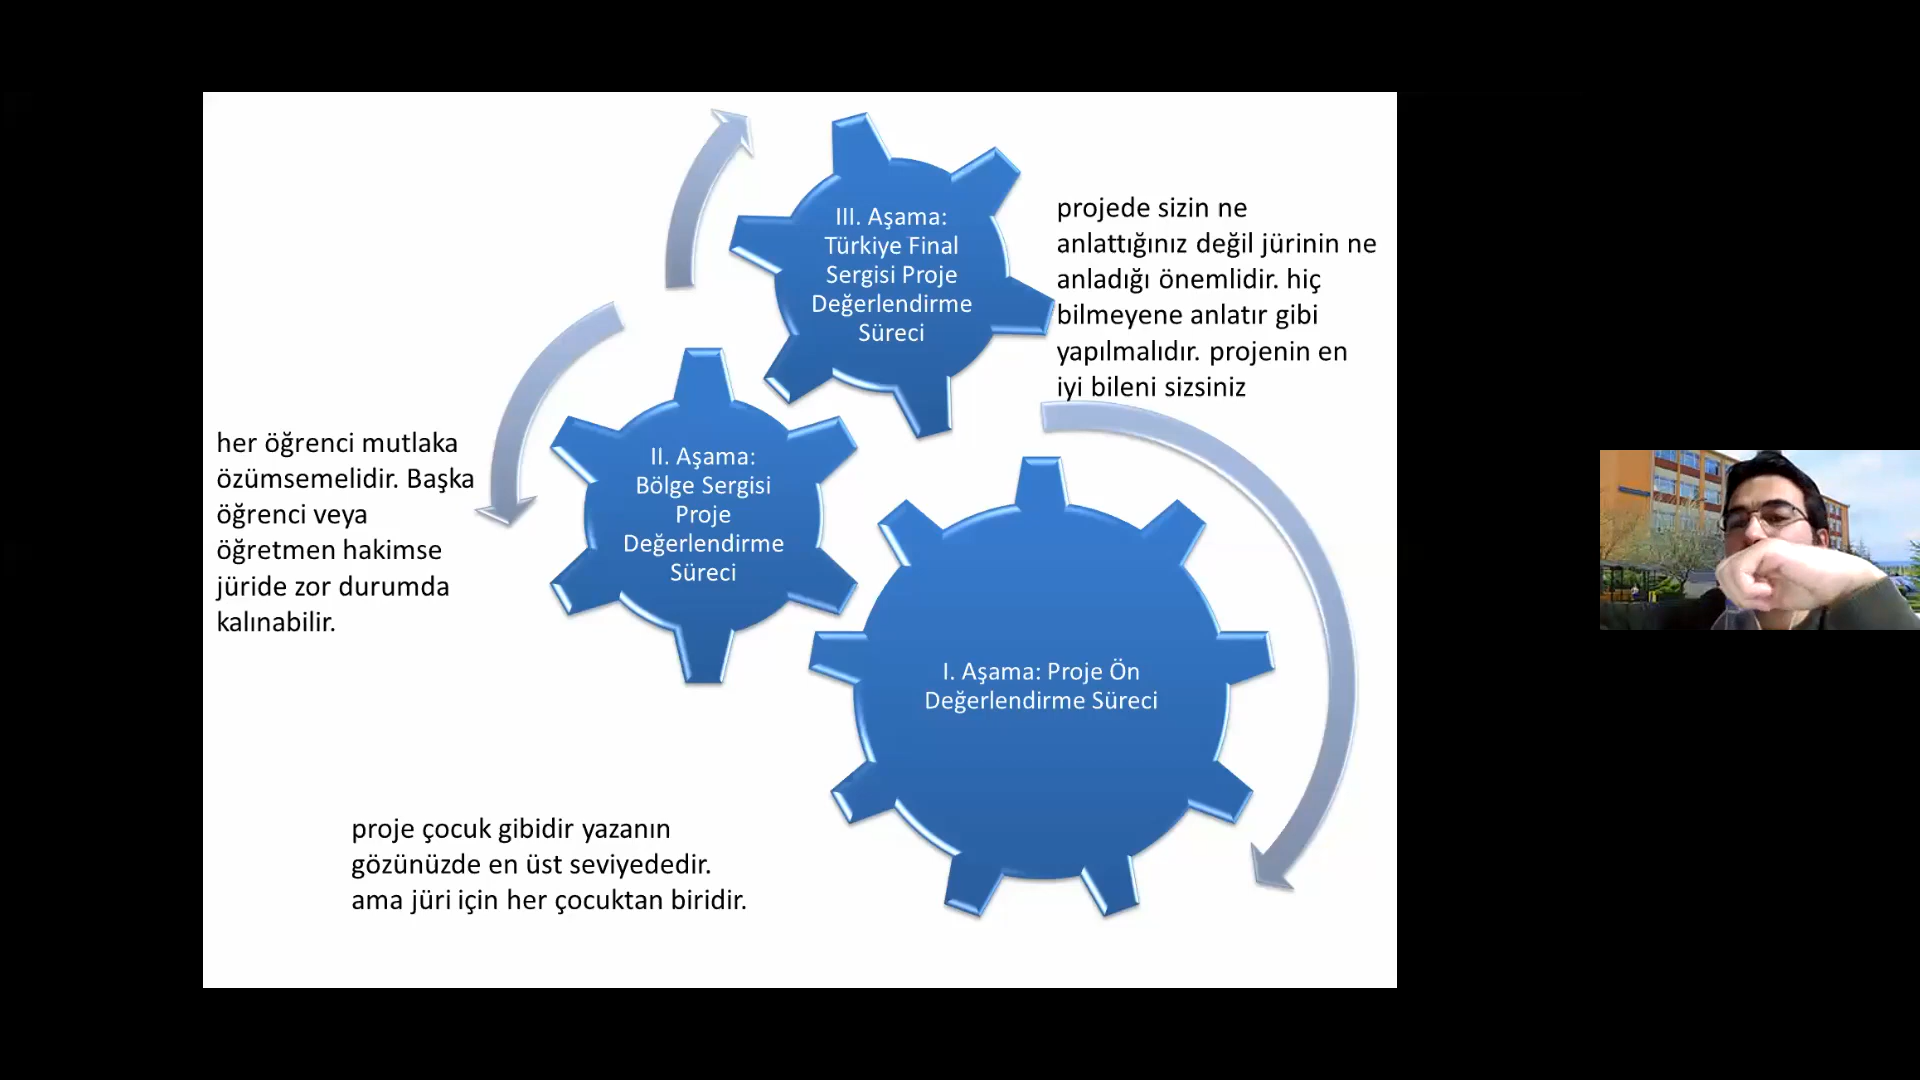 III. Aşama:
Türkiye Final
Sergisi Proje
Değerlendirme
Süreci
projede sizin ne
anlattığınız değil jürinin ne
anladığı önemlidir. hiç
bilmeyene anlatır gibi
yapılmalıdır. projenin en
iyi bileni sizsiniz
her öğrenci mutlaka
özümsemelidir. Başka
öğrenci veya
öğretmen hakimse
jüride zor durumda
kalınabilir.
II. Aşama:
Bölge Sergisi
Proje
Değerlendirme
Süreci
I. Aşama: Proje Ön
Değerlendirme Süreci
proje çocuk gibidir yazanın
gözünüzde en üst seviyededir.
ama jüri için her çocuktan biridir.